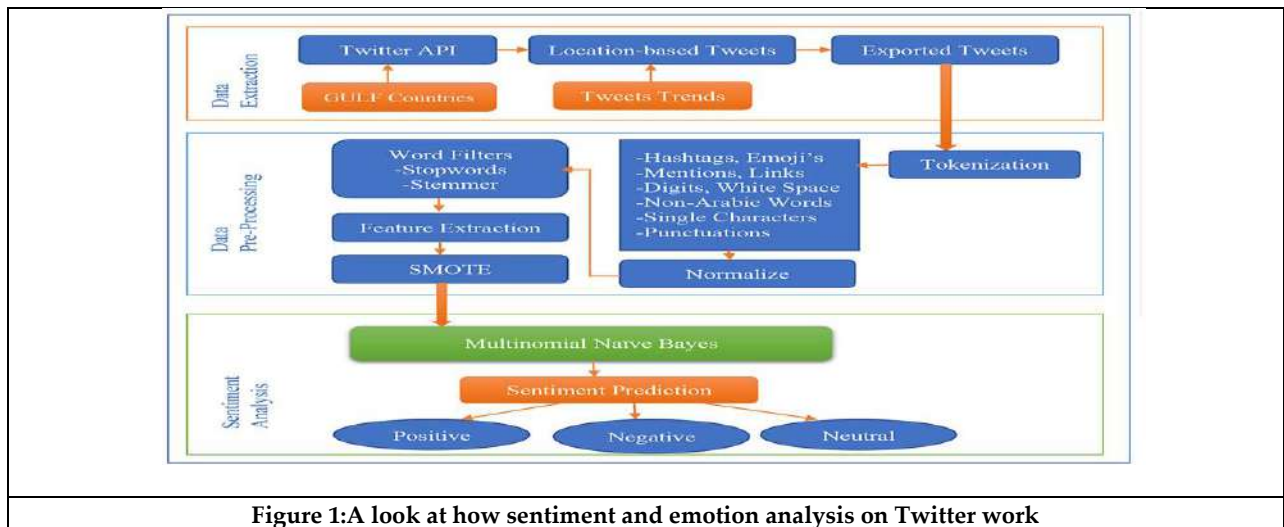 Data
Extraction
Twitter API
Location-based Tweets
Exported Tweets
GULF Countries
Tweets Trends
Data
Pre-Processing
Word Filters
-Stopwords
-Stemmer
Feature Extraction
SMOTE
-Hashtags, Emoji's
-Mentions, Links
-Digits, White Space
-Non-Arabic Words
-Single Characters
-Punctuations
Normalize
Tokenization
Sentiment
Analysis
Multinomial Naïve Bayes
Sentiment Prediction
Positive
Negative
Neutral
Figure 1:A look at how sentiment and emotion analysis on Twitter work